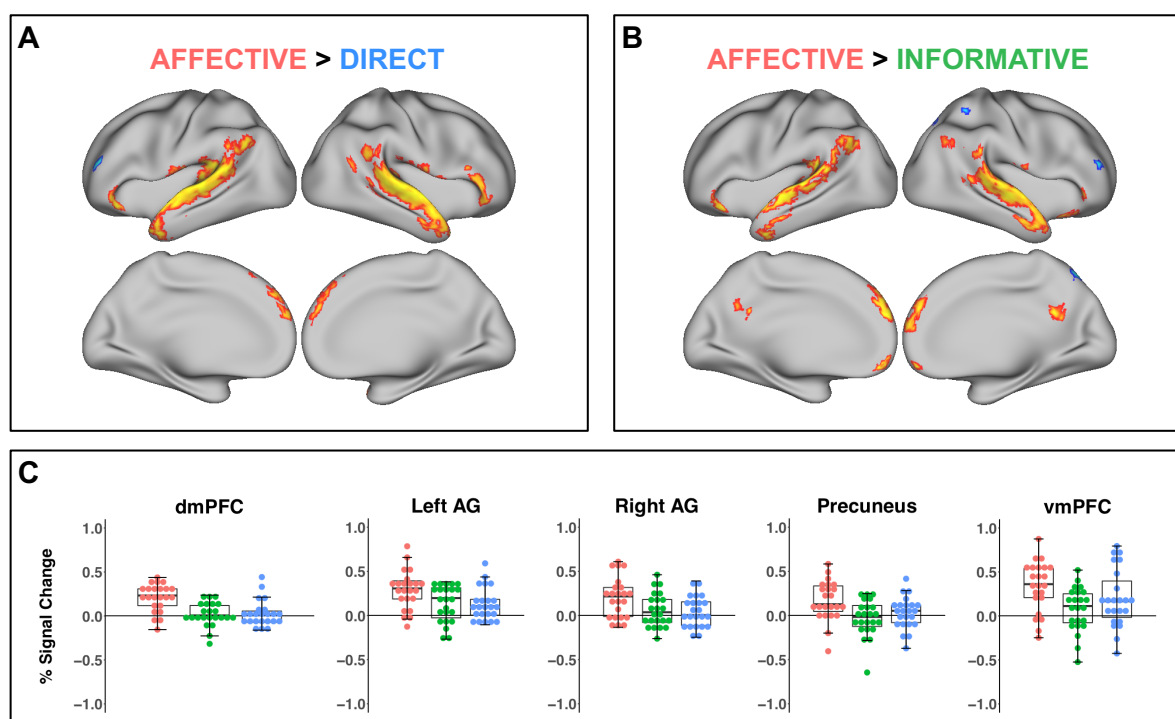 A
AFFECTIVE > DIRECT
B
AFFECTIVE > INFORMATIVE
C
% Signal Change
dmPFC
1.0
0.5
0.0
−0.5
−1.0
Left AG
1.0
0.5
0.0
−0.5
−1.0
Right AG
1.0
0.5
0.0
−0.5
−1.0
Precuneus
1.0
0.5
0.0
−0.5
−1.0
vmPFC
1.0
0.5
0.0
−0.5
−1.0